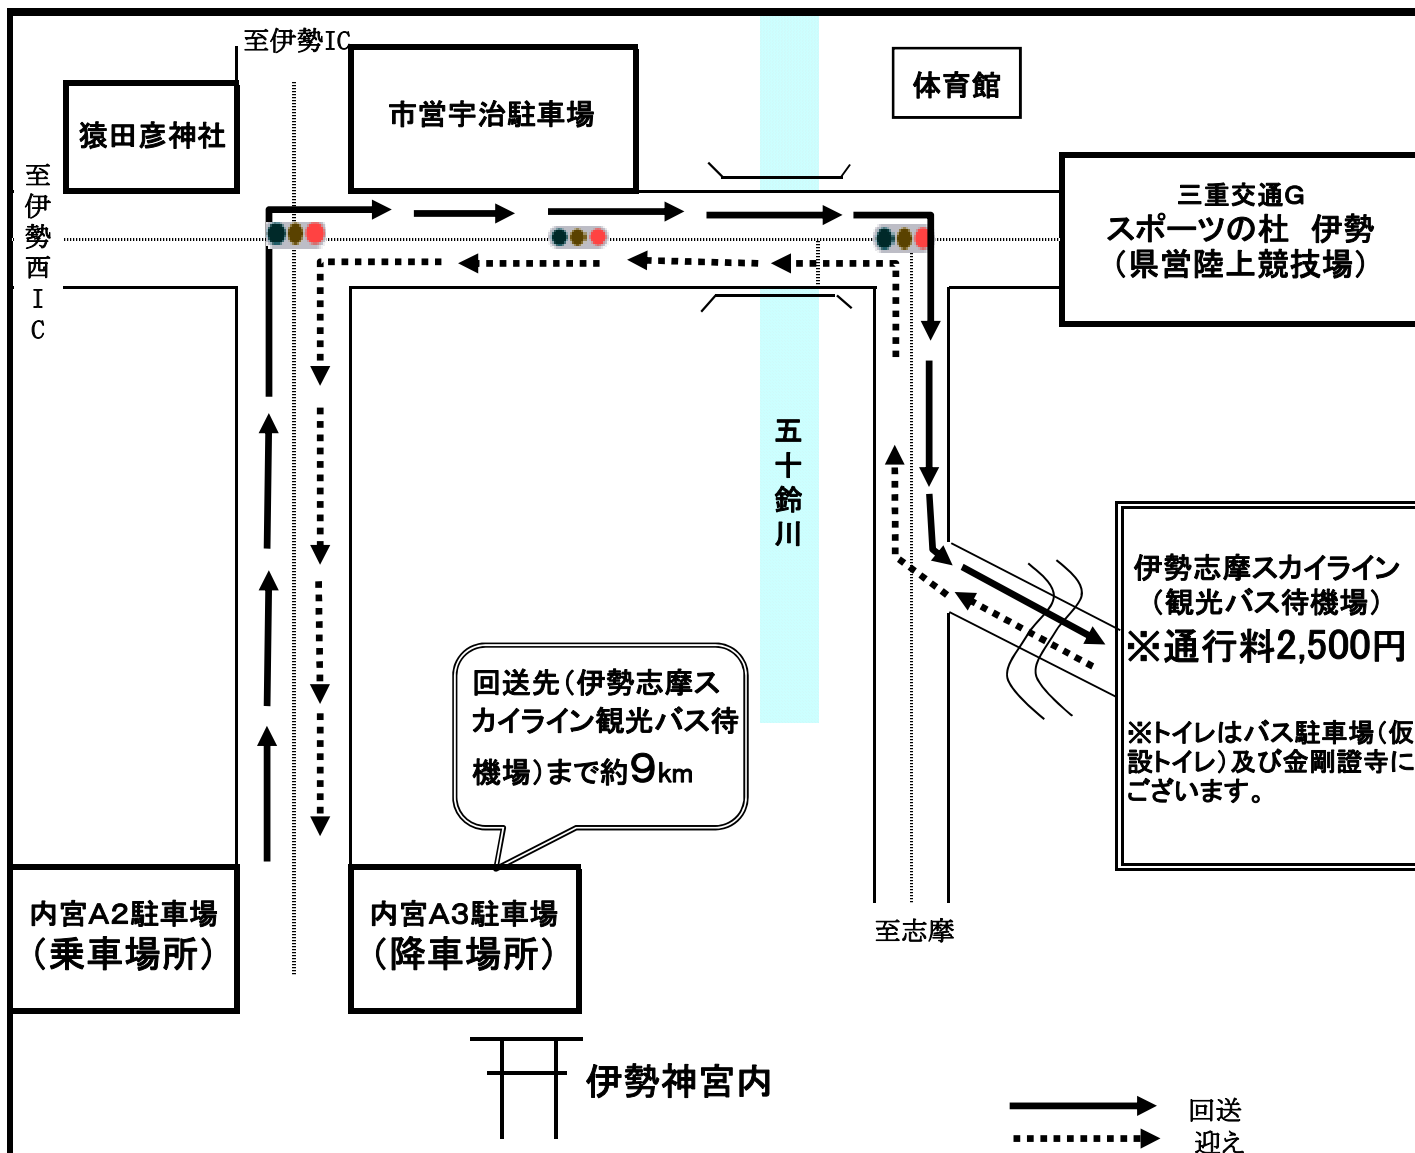 至伊勢IC
猿田彦神社
市営宇治駐車場
体育館
至伊勢西IC
三重交通G
スポーツの杜 伊勢
(県営陸上競技場)
五十鈴川
伊勢志摩スカイライン
(観光バス待機場)
※通行料2,500円
※トイレはバス駐車場(仮
設トイレ)及び金剛證寺に
ございます。
回送先(伊勢志摩ス
カイライン観光バス待
機場)まで約9km
内宮A2駐車場
(乗車場所)
内宮A3駐車場
(降車場所)
至志摩
伊勢神宮内
回送
迎え